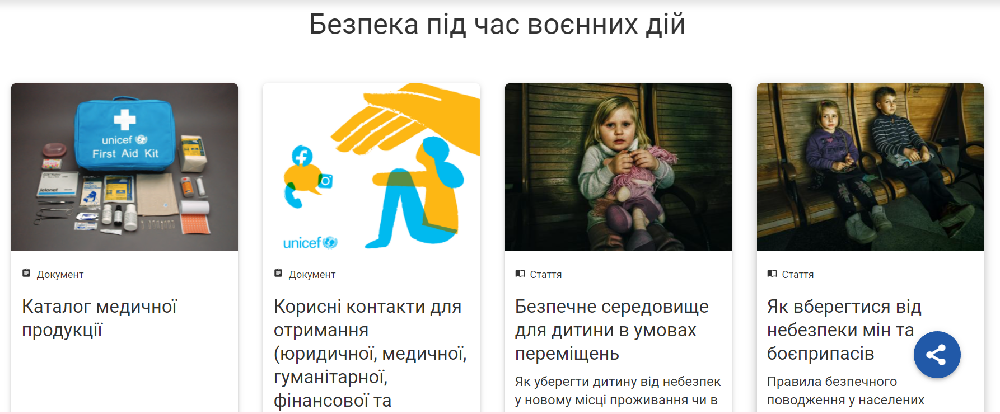 Безпека під час воєнних дій
unicef
First Aid Kit
Jelonet
unicef
Документ
Каталог медичної
продукції
Документ
Корисні контакти для
отримання
(юридичної, медичної,
гуманітарної,
фінансової та
Стаття
Безпечне середовище
для дитини в умовах
переміщень
Як уберегти дитину від небезпек
у новому місці проживання чи в
Стаття
Як вберегтися від
небезпеки мін та
боєприпасів
Правила безпечного
поводження у населених